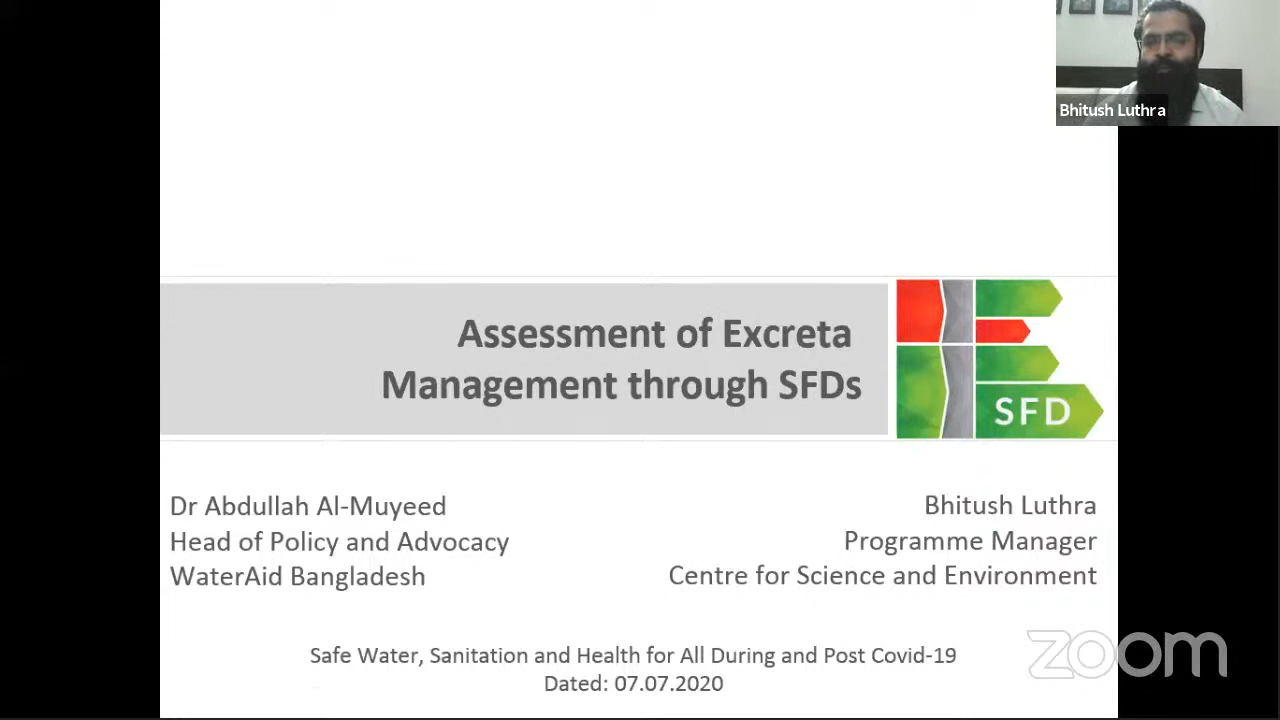 Bhitush Luthra
Assessment of Excreta
Management through SFDs
SFD
Dr Abdullah Al-Muyeed
Head of Policy and Advocacy
WaterAid Bangladesh
Bhitush Luthra
Programme Manager
Centre for Science and Environment
Safe Water, Sanitation and Health for All During and Post Covid-19
Dated: 07.07.2020
zoom